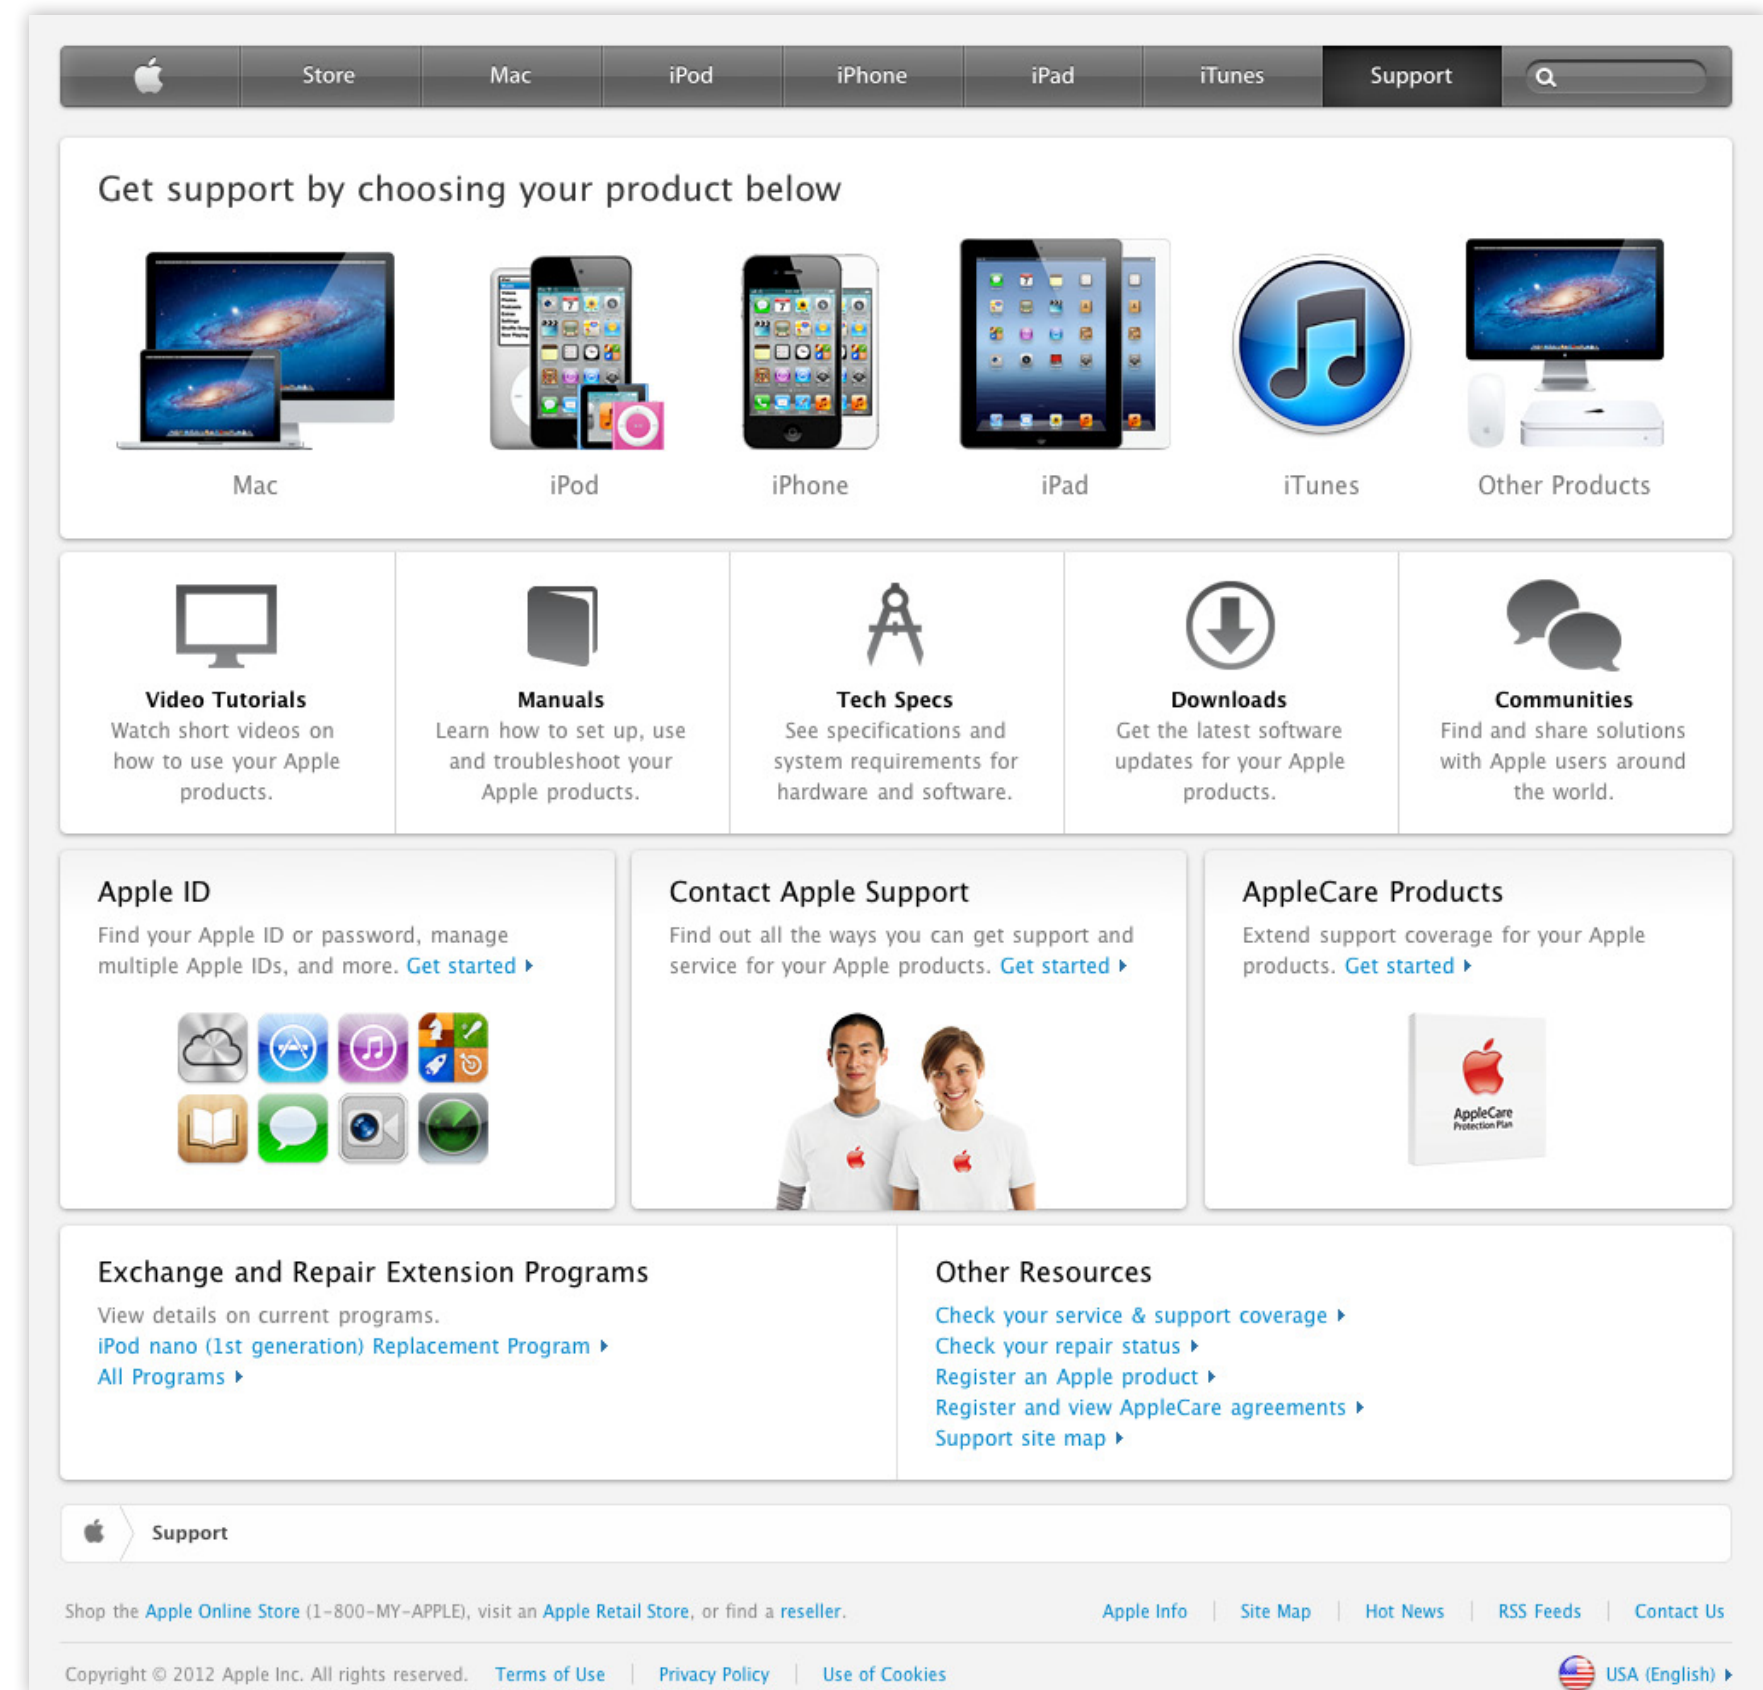 Store Mac iPod iPhone iPad iTunes Support
Get support by choosing your product below
Mac iPod iPhone iPad iTunes Other Products
Video Tutorials
Watch short videos on
how to use your Apple
products.
Manuals
Learn how to set up, use
and troubleshoot your
Apple products.
Tech Specs
See specifications and
system requirements for
hardware and software.
Downloads
Get the latest software
updates for your Apple
products.
Communities
Find and share solutions
with Apple users around
the world.
Apple ID
Find your Apple ID or password, manage
multiple Apple IDs, and more. Get started
Contact Apple Support
Find out all the ways you can get support and
service for your Apple products. Get started
AppleCare Products
Extend support coverage for your Apple
products. Get started
AppleCare
Protection Plan
Exchange and Repair Extension Programs
View details on current programs.
iPod nano (1st generation) Replacement Program
All Programs
Other Resources
Check your service & support coverage
Check your repair status
Register an Apple product
Register and view AppleCare agreements
Support site map
Support
Shop the Apple Online Store (1-800-MY-APPLE), visit an Apple Retail Store, or find a reseller.
Apple Info | Site Map | Hot News | RSS Feeds | Contact Us
Copyright © 2012 Apple Inc. All rights reserved. Terms of Use | Privacy Policy | Use of Cookies
USA (English)